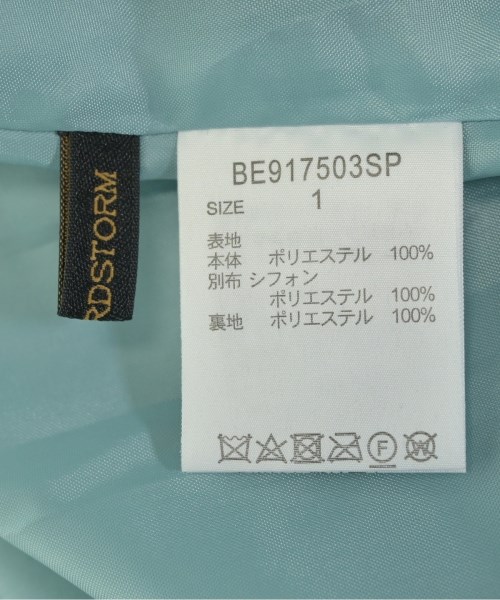 RDSTORM
BE917503SP
SIZE 1
表地
本体 ポリエステル 100%
別布 シフォン
ポリエステル 100%
裏地 ポリエステル 100%
F
W